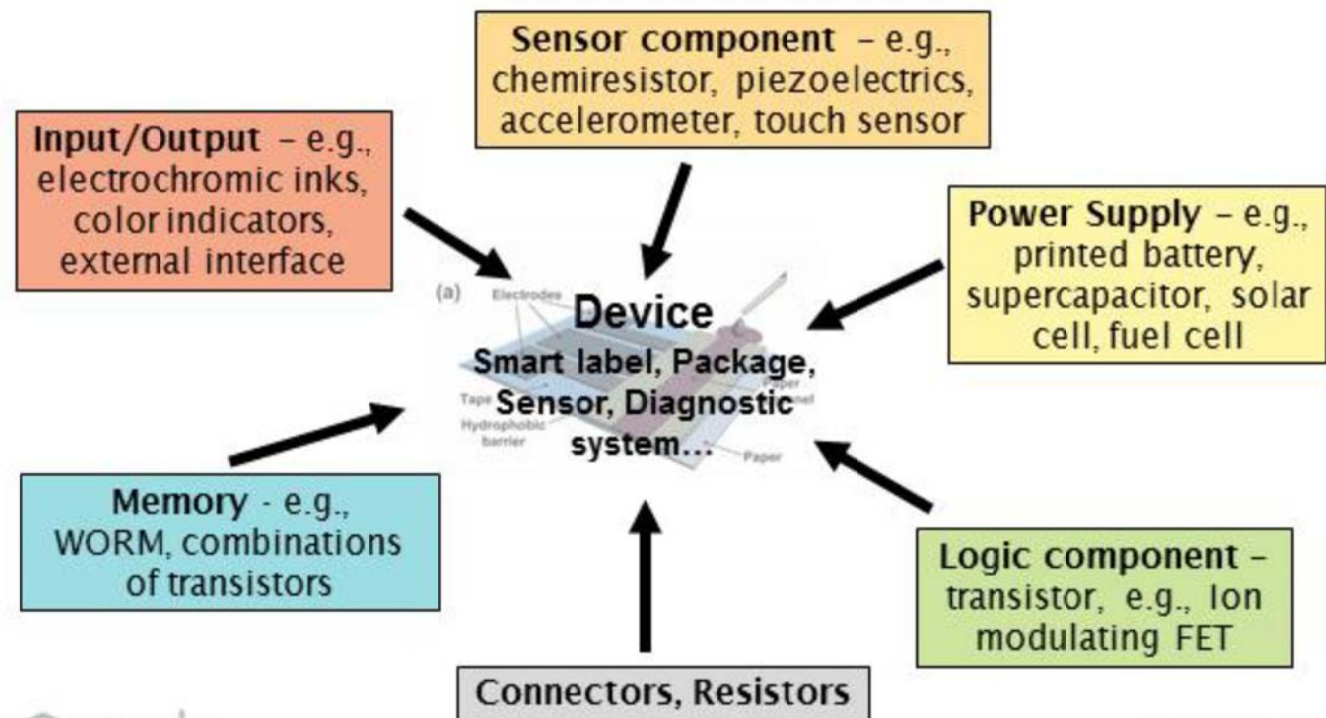 Sensor component – e.g.,
chemiresistor, piezoelectrics,
accelerometer, touch sensor
Input/Output – e.g.,
electrochromic inks,
color indicators,
external interface
Power Supply – e.g.,
printed battery,
supercapacitor, solar
cell, fuel cell
(a)
Electrodes
Device
Smart label, Package,
Paper
Tape
Sensor, Diagnostic
Hydrophobic
barrier
system...
Paper
Memory - e.g.,
WORM, combinations
of transistors
Logic component –
transistor, e.g., Ion
modulating FET
Connectors, Resistors